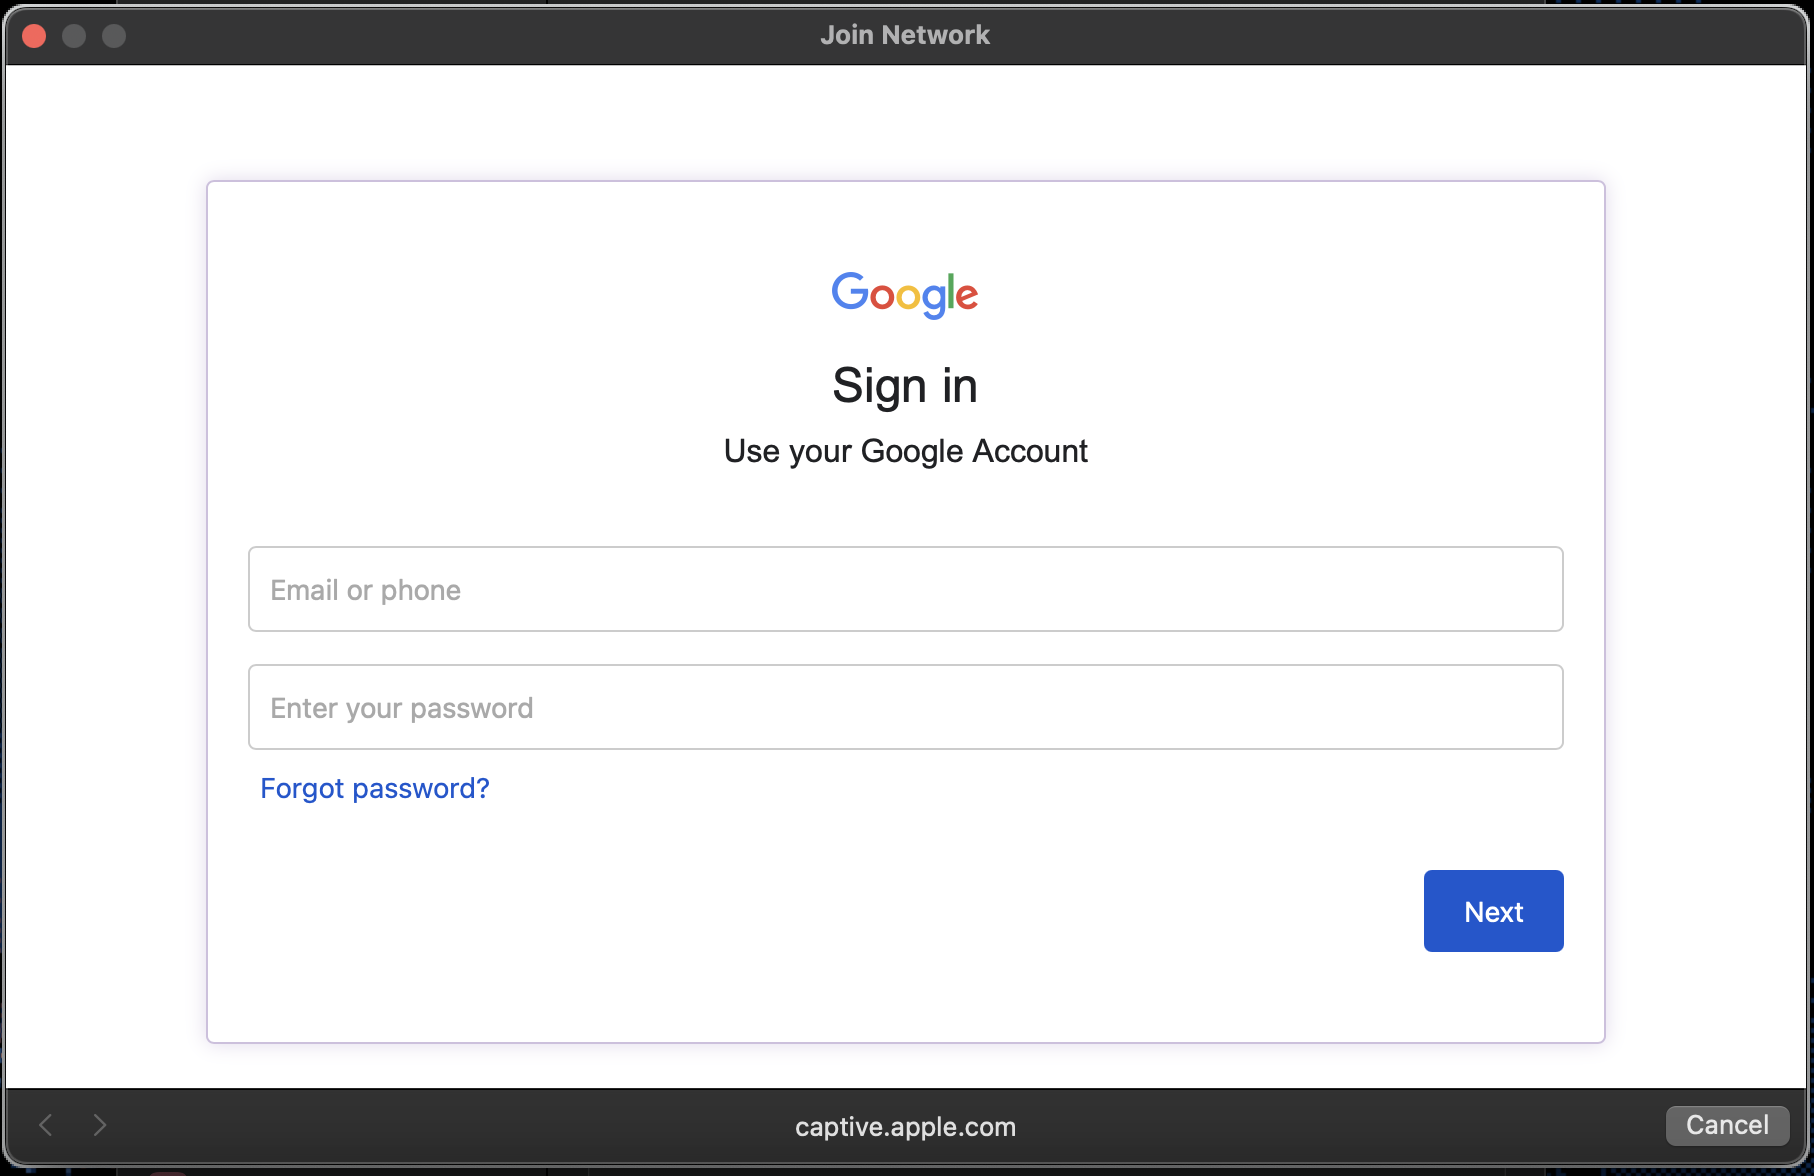 Join Network
Google
Sign in
Use your Google Account
Email or phone
Enter your password
Forgot password?
Next
captive.apple.com
Cancel